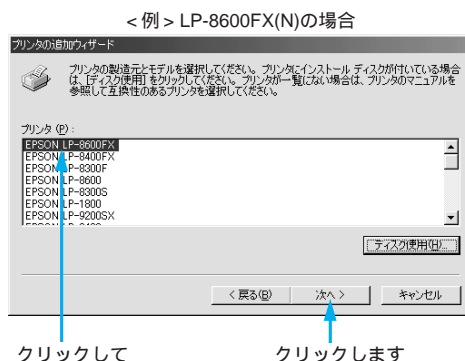 <例> LP-8600FX(N)の場合
プリンタの追加ウィザード
プリンタの製造元とモデルを選択してください。プリンタにインストール ディスクが付いている場合
は、[ディスク使用] をクリックしてください。プリンタが一覧にない場合は、プリンタのマニュアルを
参照して互換性のあるプリンタを選択してください。
プリンタ (P) :
EPSON LP-8600FX
EPSON LP-8400FX
EPSON LP-8300F
EPSON LP-8600
EPSON LP-8300S
EPSON LP-1800
EPSON LP-9200SX
ディスク使用(H)...
< 戻る(B)
次へ >
キャンセル
クリックして
クリックします